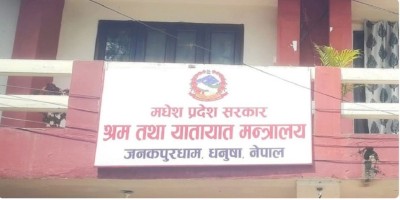 मधेश प्रदेश सरकार
श्रम तथा यातायात मन्त्रालय
जनकपुरधाम, धनुषा, नेपाल